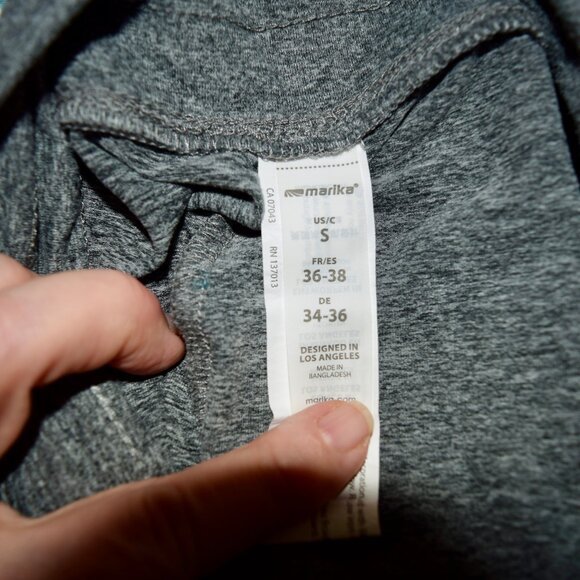 marika®
US/C
S
FR/ES
36-38
DE
34-36
DESIGNED IN
LOS ANGELES
MADE IN
BANGLADESH
marika.com
CA 07043 RN 137013